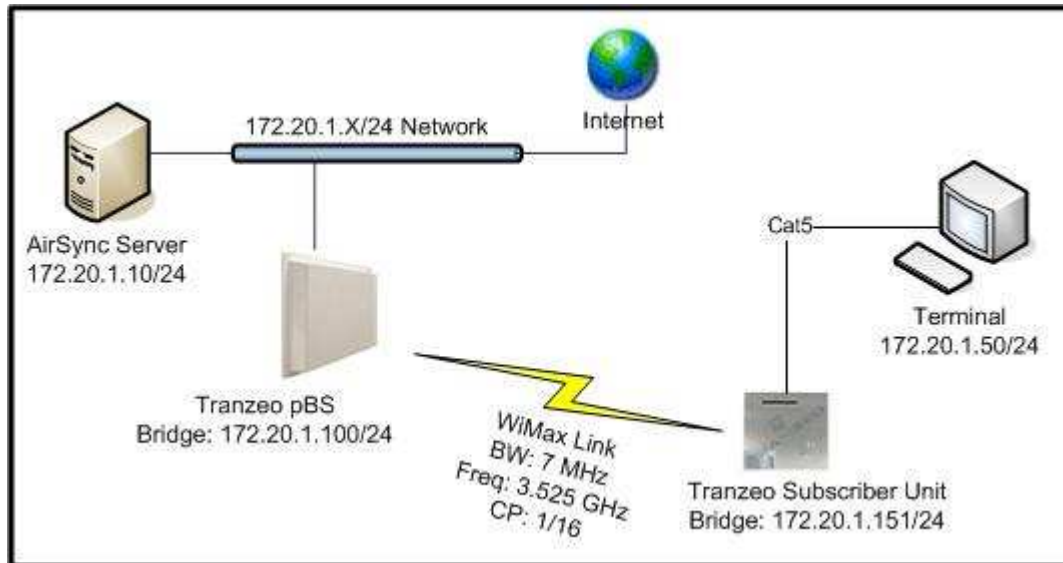 Internet
172.20.1.X/24 Network
AirSync Server
172.20.1.10/24
Cat5
Terminal
172.20.1.50/24
Tranzeo pBS
Bridge: 172.20.1.100/24
WiMax Link
BW: 7 MHz
Freq: 3.525 GHz
CP: 1/16
Tranzeo Subscriber Unit
Bridge: 172.20.1.151/24